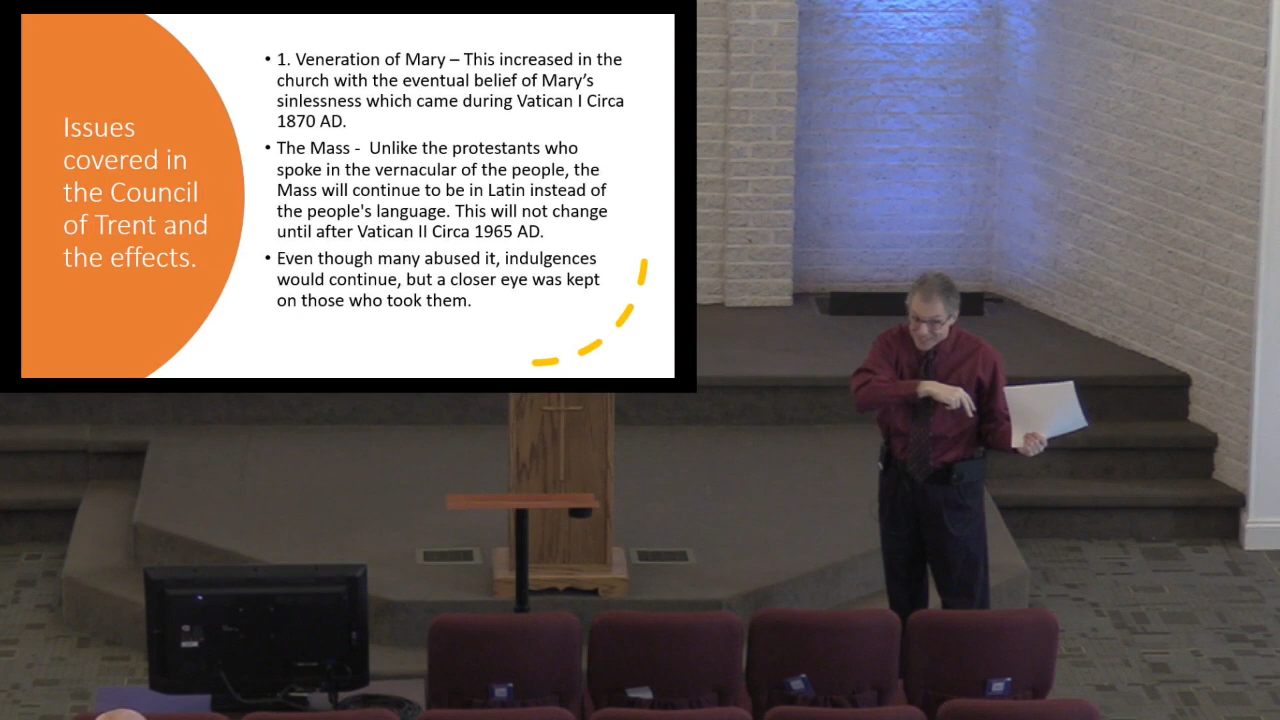 Issues
covered in
the Council
of Trent and
the effects.
• 1. Veneration of Mary – This increased in the
church with the eventual belief of Mary’s
sinlessness which came during Vatican I Circa
1870 AD.
• The Mass -  Unlike the protestants who
spoke in the vernacular of the people, the
Mass will continue to be in Latin instead of
the people's language. This will not change
until after Vatican II Circa 1965 AD.
• Even though many abused it, indulgences
would continue, but a closer eye was kept
on those who took them.